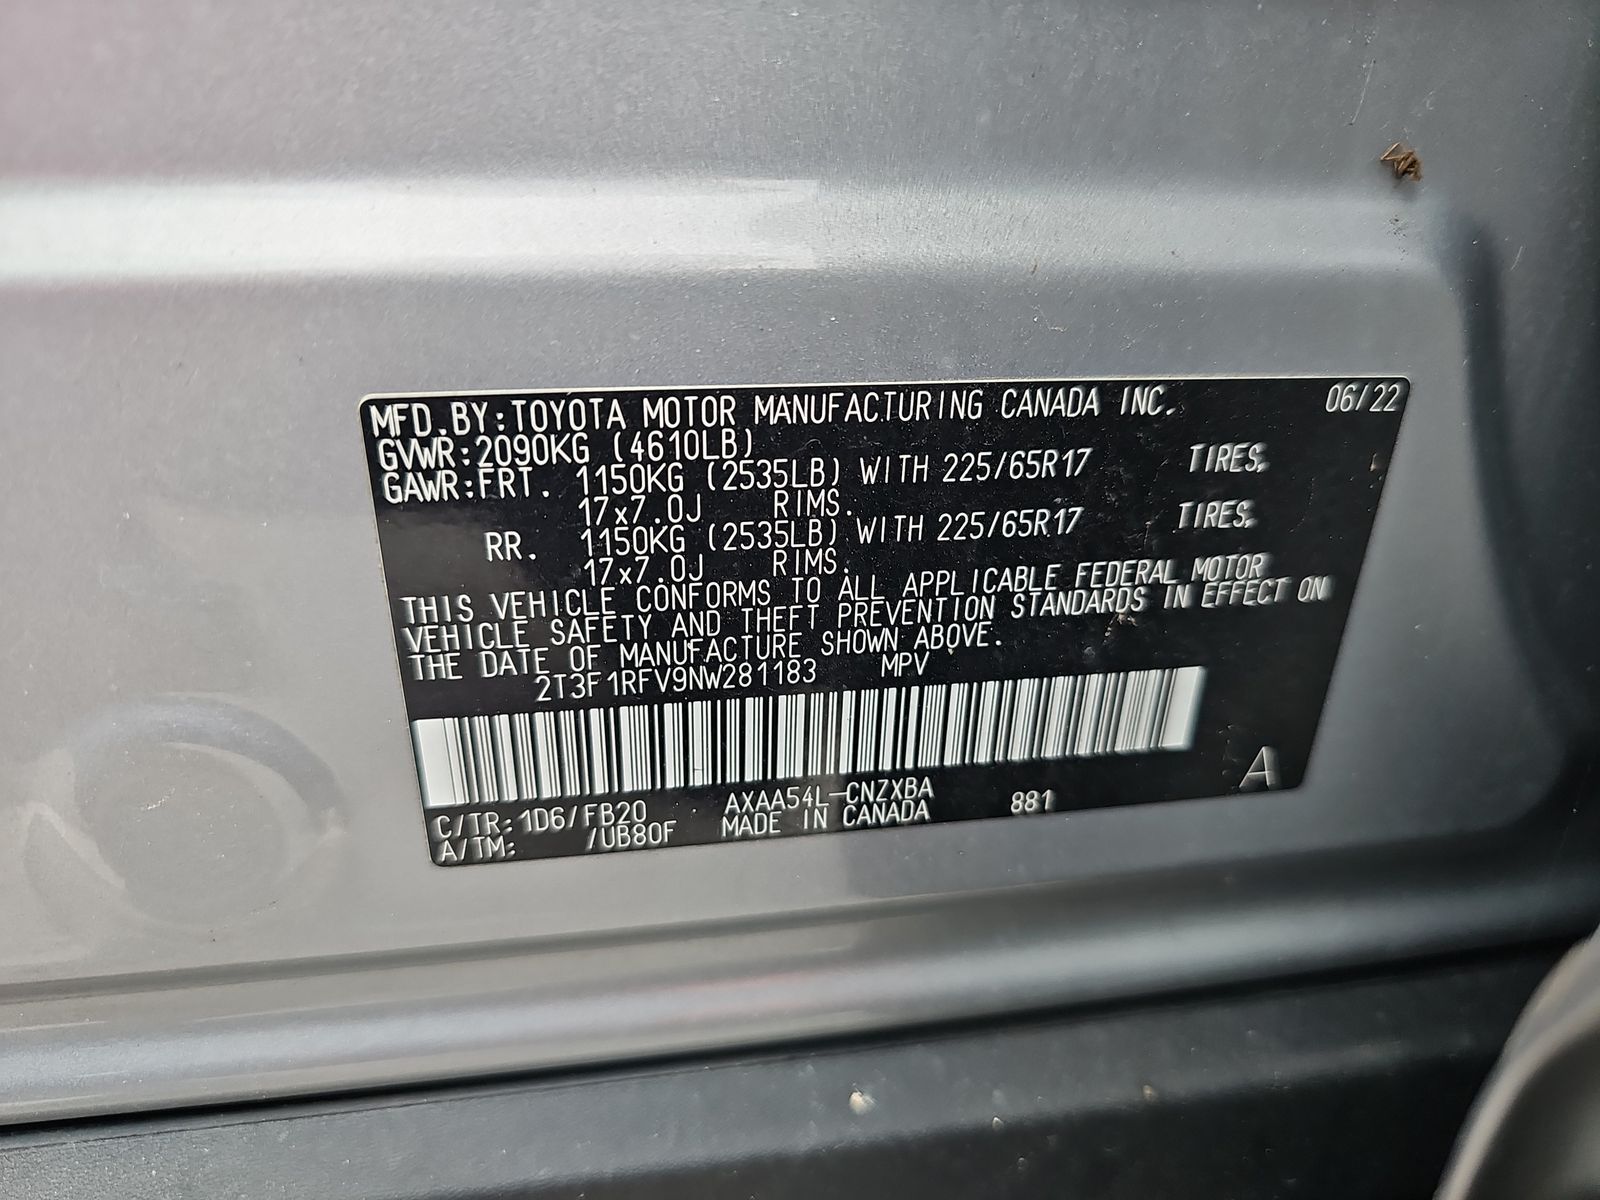 MFD. BY: TOYOTA MOTOR MANUFACTURING CANADA INC. 06/22
GVWR: 2090KG (4610LB)
GAWR: FRT. 1150KG (2535LB) WITH 225/65R17 TIRES,
17x7.0J RIMS.
RR. 1150KG (2535LB) WITH 225/65R17 TIRES,
17x7.0J RIMS.
THIS VEHICLE CONFORMS TO ALL APPLICABLE FEDERAL MOTOR
VEHICLE SAFETY AND THEFT PREVENTION STANDARDS IN EFFECT ON
THE DATE OF MANUFACTURE SHOWN ABOVE.
2T3F1RFV9NW281183 MPV
A
C/TR: 1D6/FB20 AXAA54L-CNZXBA 881
A/TM: /UB80F MADE IN CANADA